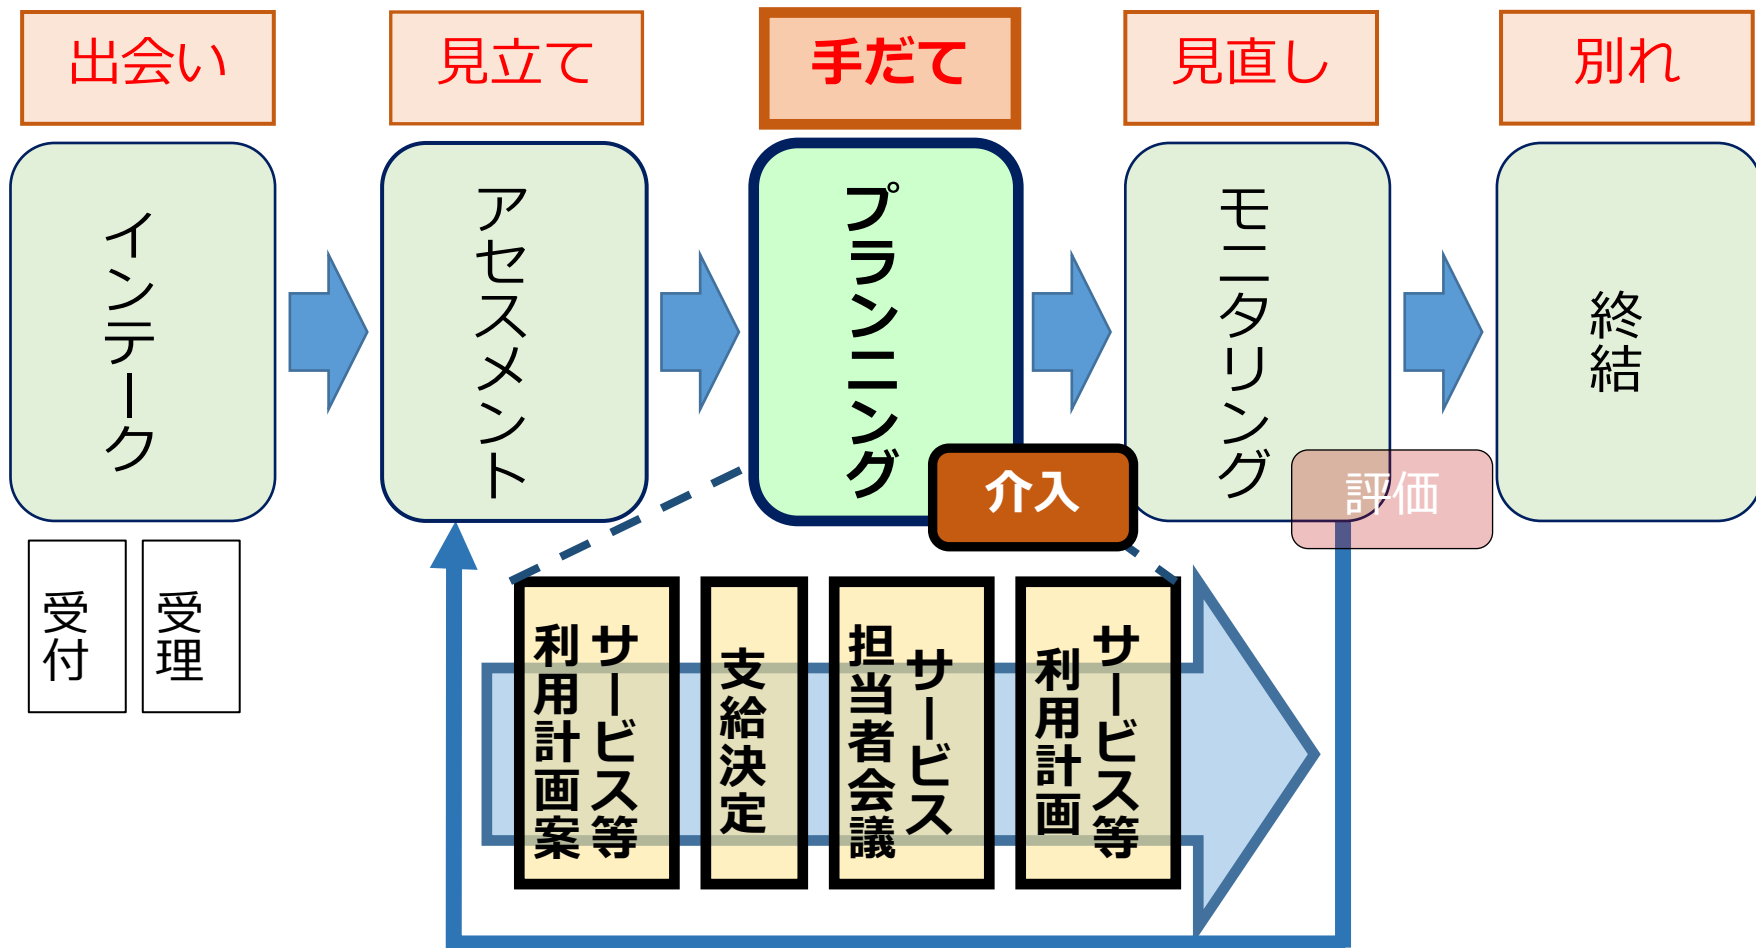 出会い
見立て
手だて
見直し
別れ
インテーク
アセスメント
プランニング
モニタリング
終結
介入
評価
受付
受理
サービス等
利用計画案
支給決定
サービス
担当者会議
サービス等
利用計画